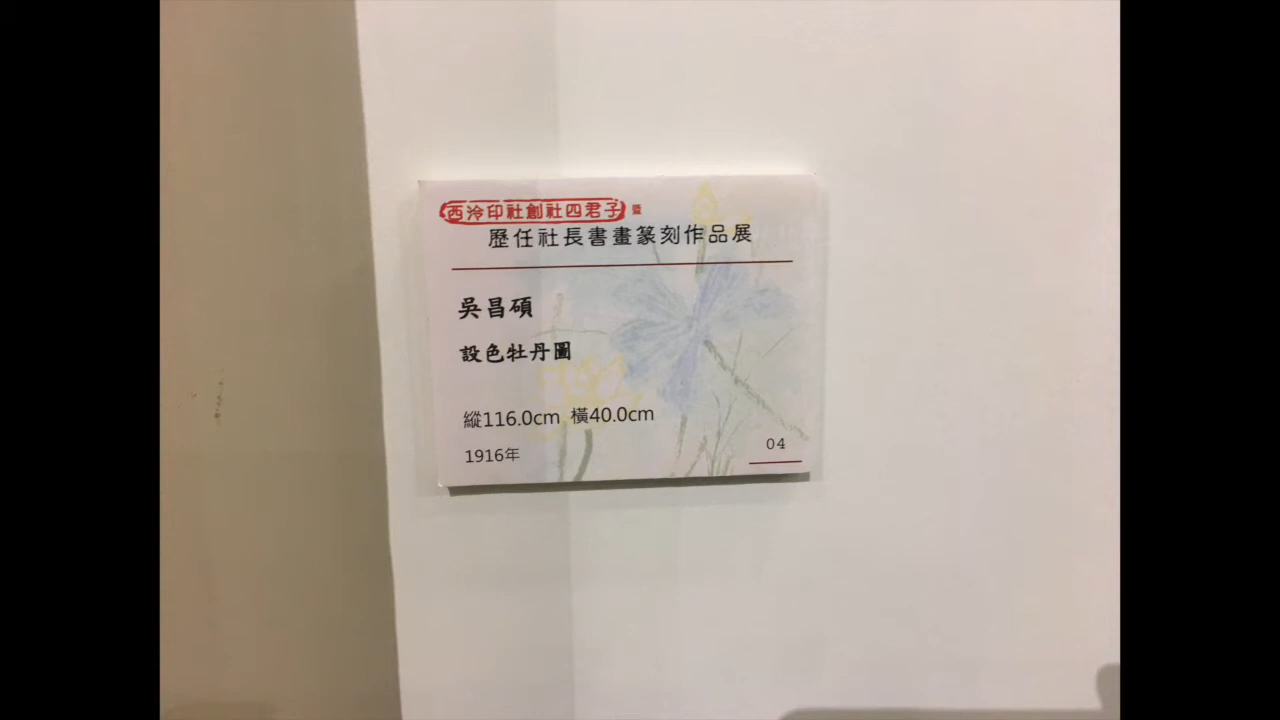 西泠印社創社四君子 暨
歷任社長書畫篆刻作品展
吳昌碩
設色牡丹圖
縱116.0cm 橫40.0cm
1916年
04